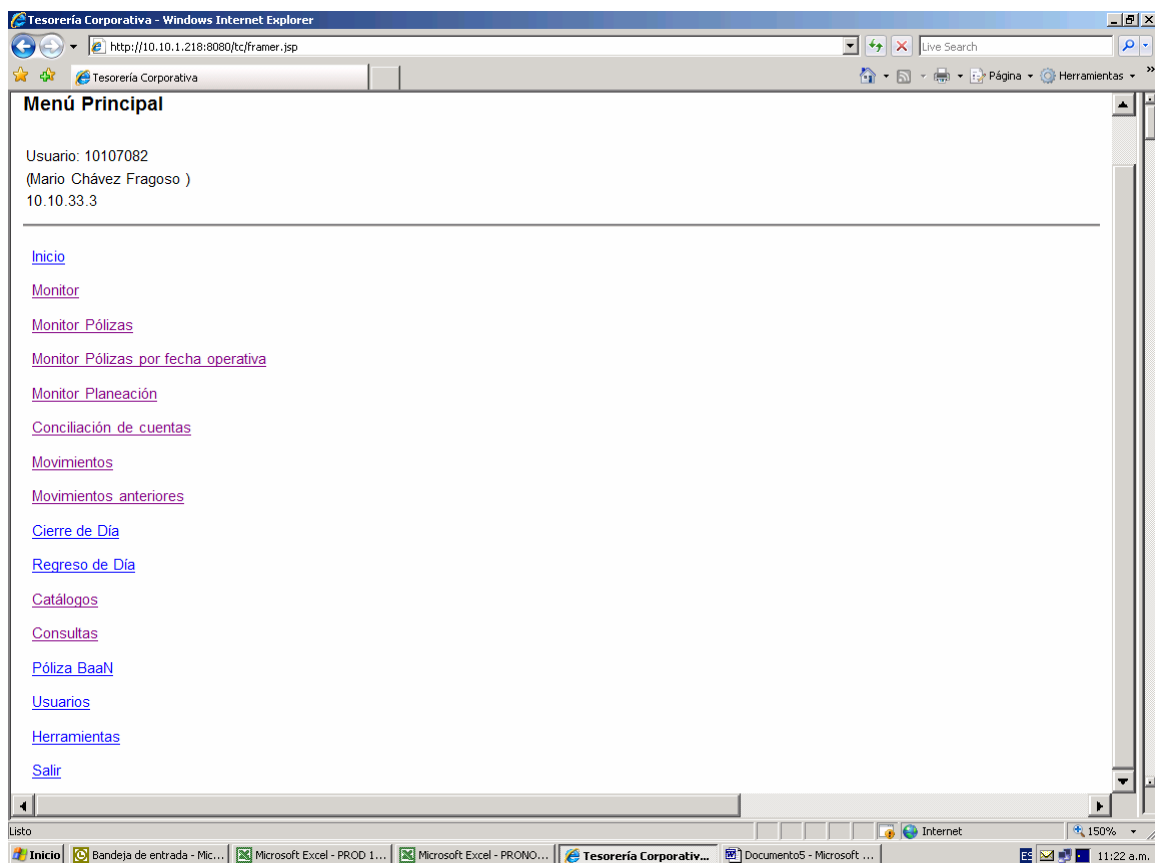 Tesorería Corporativa - Windows Internet Explorer
http://10.10.1.218:8080/tc/framer.jsp
Live Search
Tesorería Corporativa
Página
Herramientas
Menú Principal
Usuario: 10107082
(Mario Chávez Fragoso )
10.10.33.3
Inicio
Monitor
Monitor Pólizas
Monitor Pólizas por fecha operativa
Monitor Planeación
Conciliación de cuentas
Movimientos
Movimientos anteriores
Cierre de Día
Regreso de Día
Catálogos
Consultas
Póliza BaaN
Usuarios
Herramientas
Salir
Listo
Internet
150%
Inicio
Bandeja de entrada - Mic...
Microsoft Excel - PROD 1...
Microsoft Excel - PRONO...
Tesorería Corporativ...
Documento5 - Microsoft ...
ES
11:22 a.m.